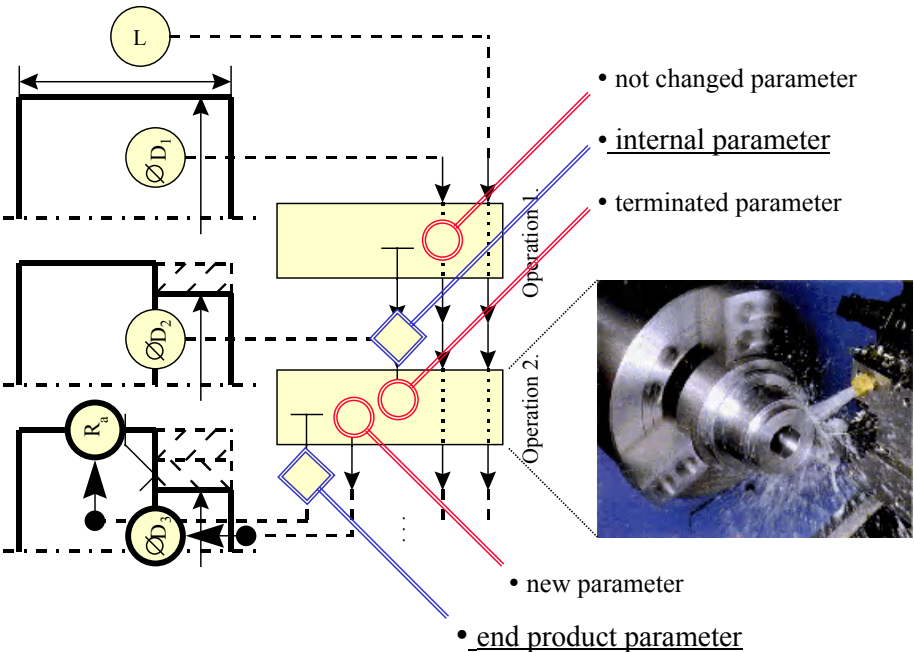 L
• not changed parameter
• internal parameter
ØD₁
• terminated parameter
Operation 1.
ØD₂
Operation 2.
Rₐ
ØD₃
• new parameter
• end product parameter